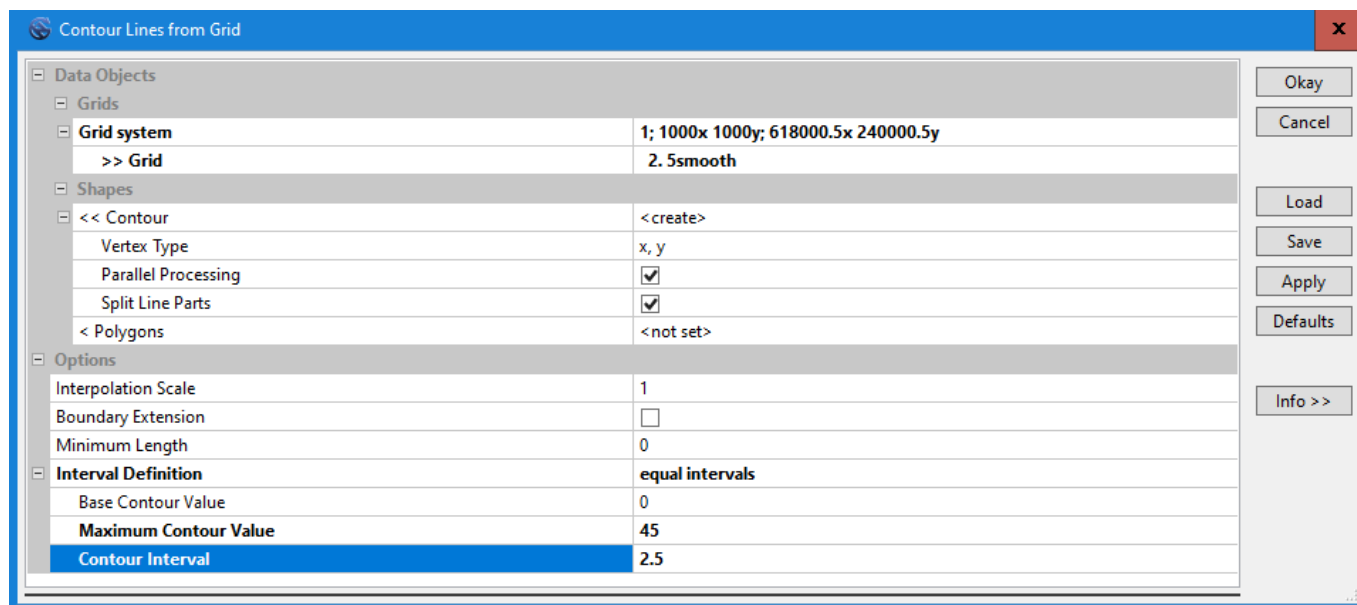 Contour Lines from Grid
x
Data Objects
Grids
Grid system 1; 1000x 1000y; 618000.5x 240000.5y
>> Grid 2. 5smooth
Shapes
<< Contour <create>
Vertex Type x, y
Parallel Processing
Split Line Parts
< Polygons <not set>
Options
Interpolation Scale 1
Boundary Extension
Minimum Length 0
Interval Definition equal intervals
Base Contour Value 0
Maximum Contour Value 45
Contour Interval 2.5
Okay
Cancel
Load
Save
Apply
Defaults
Info >>